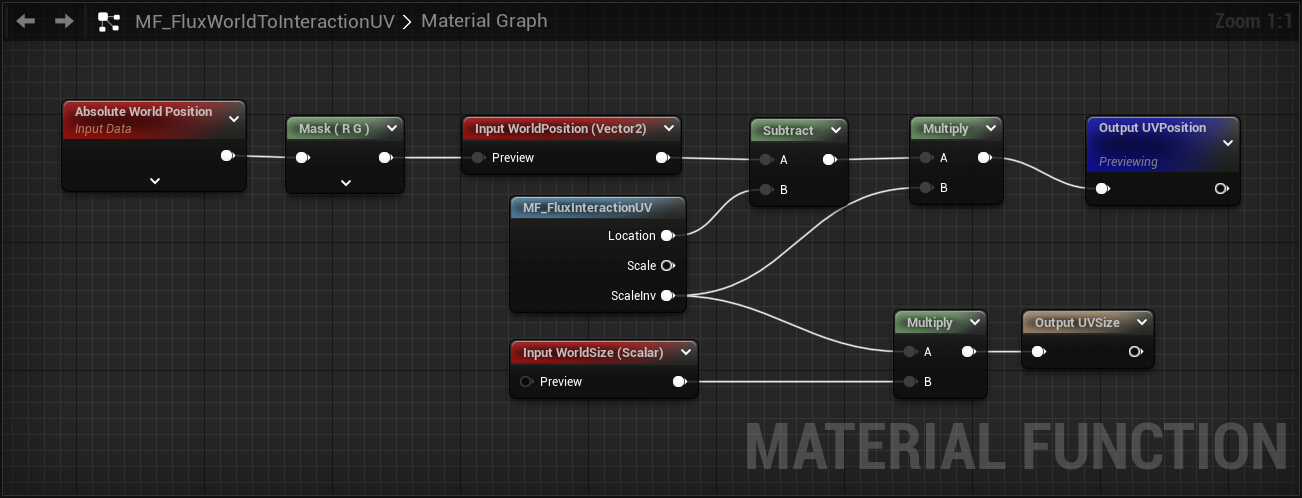 MF_FluxWorldToInteractionUV > Material Graph
Zoom 1:1
Absolute World Position
Input Data
Mask ( R G )
Input WorldPosition (Vector2)
Preview
Subtract
A
B
Multiply
A
B
Output UVPosition
Previewing
MF_FluxInteractionUV
Location
Scale
ScaleInv
Input WorldSize (Scalar)
Preview
Multiply
A
B
Output UVSize
MATERIAL FUNCTION